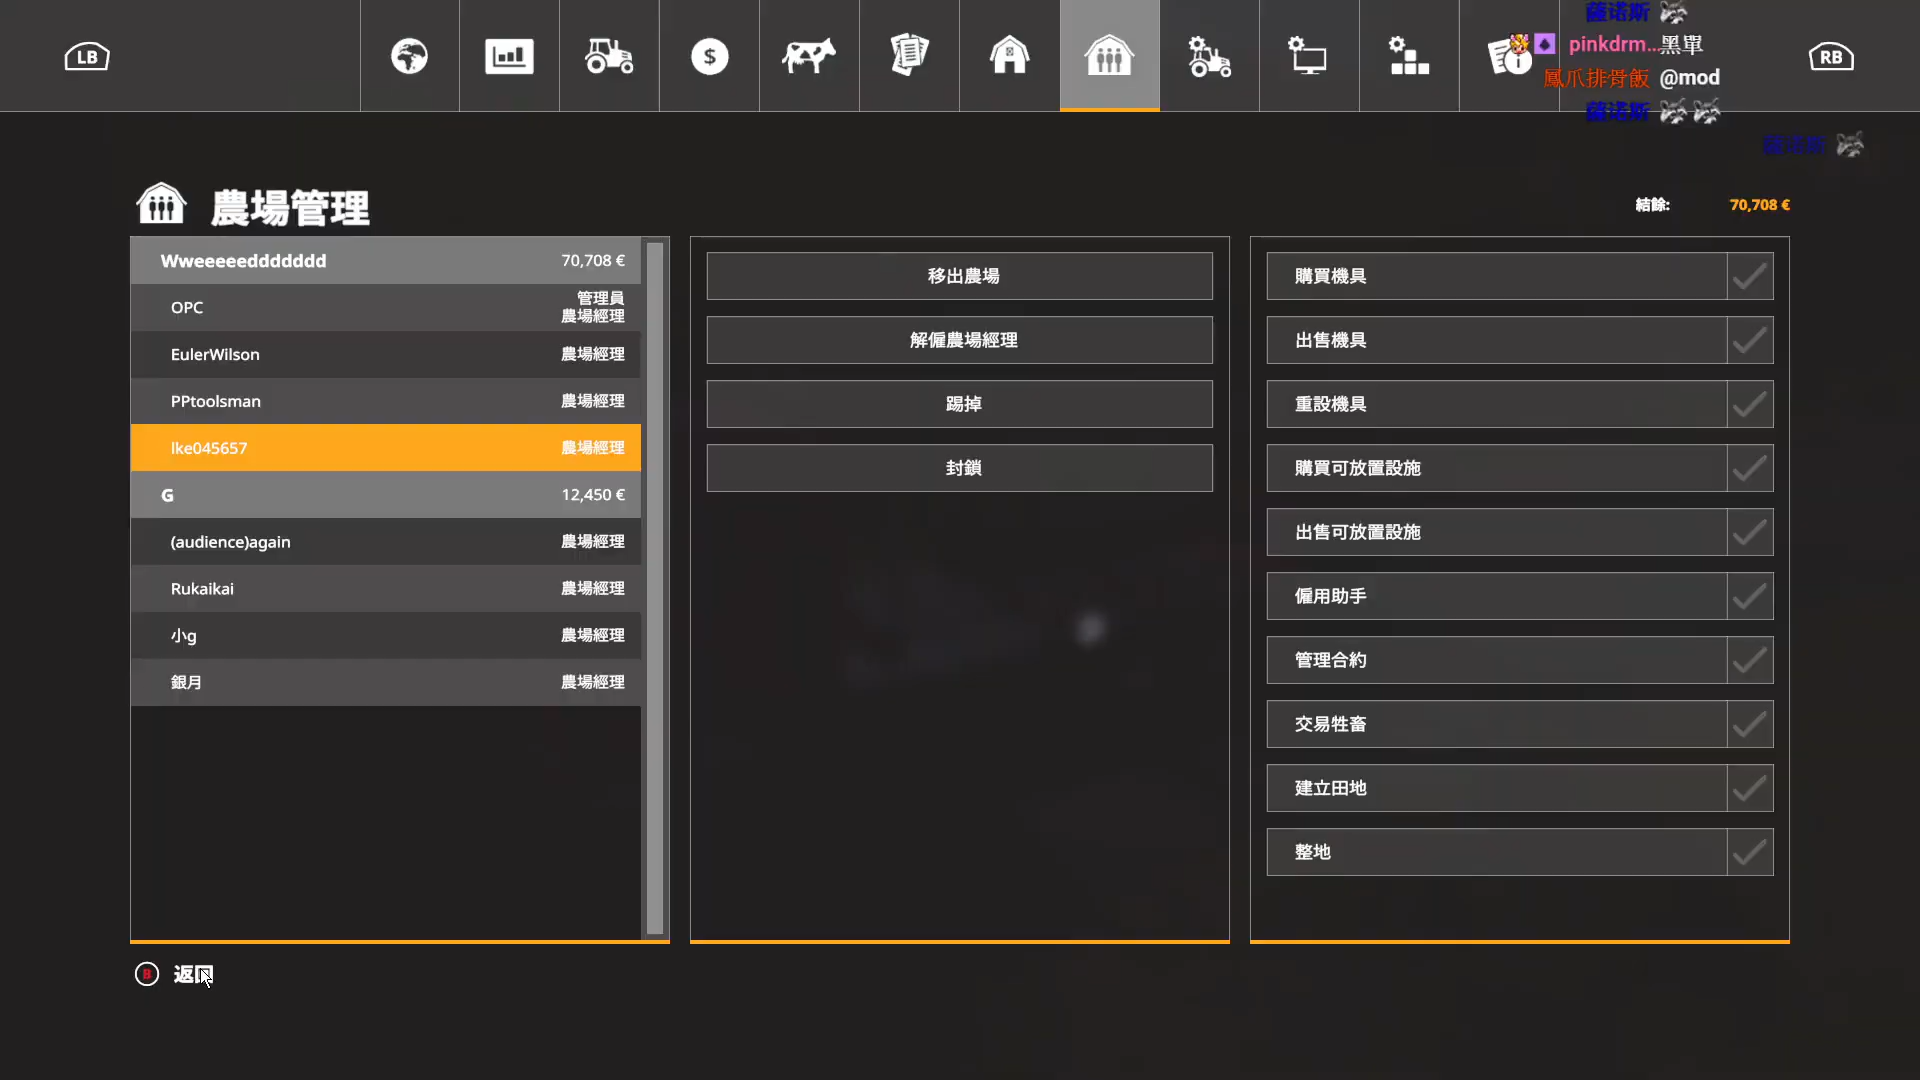 LB
RB
薩诺斯
pinkdrm...黑單
鳳爪排骨飯 @mod
薩诺斯
薩诺斯
農場管理
結餘: 70,708 €
Wweeeeeddddddd 70,708 €
OPC 管理員
農場經理
EulerWilson 農場經理
PPtoolsman 農場經理
lke045657 農場經理
G 12,450 €
(audience)again 農場經理
Rukaikai 農場經理
小g 農場經理
銀月 農場經理
移出農場
解僱農場經理
踢掉
封鎖
購買機具
出售機具
重設機具
購買可放置設施
出售可放置設施
僱用助手
管理合約
交易牲畜
建立田地
整地
B 返回